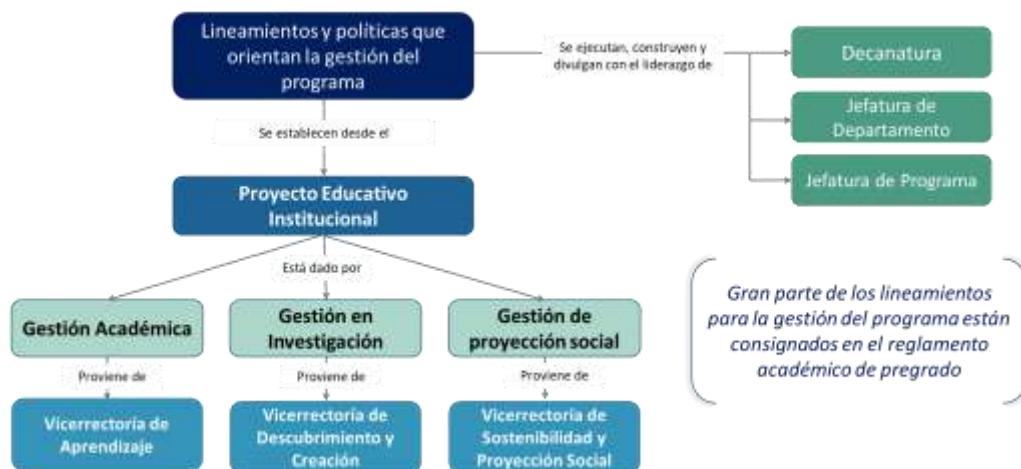 Lineamientos y políticas que
orientan la gestión del
programa
Se ejecutan, construyen y
divulgan con el liderazgo de
Decanatura
Jefatura de
Departamento
Jefatura de Programa
Se establecen desde el
Proyecto Educativo
Institucional
Está dado por
Gestión Académica
Gestión en
Investigación
Gestión de
proyección social
Proviene de
Proviene de
Proviene de
Vicerrectoría de
Aprendizaje
Vicerrectoría de
Descubrimiento y
Creación
Vicerrectoría de
Sostenibilidad y
Proyección Social
Gran parte de los lineamientos
para la gestión del programa están
consignados en el reglamento
académico de pregrado